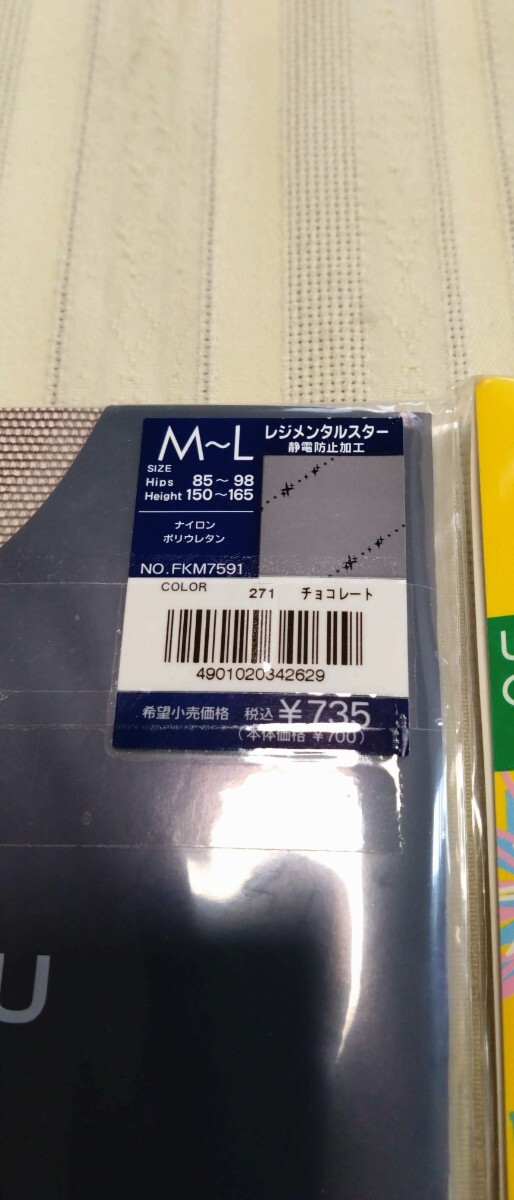 M~L
SIZE
Hips 85~98
Height 150~165
ナイロン
ポリウレタン
NO.FKM7591
レジメンタルスター
静電防止加工
COLOR 271 チョコレート
4901020342629
希望小売価格 税込 ¥735
(本体価格 ¥700)
U